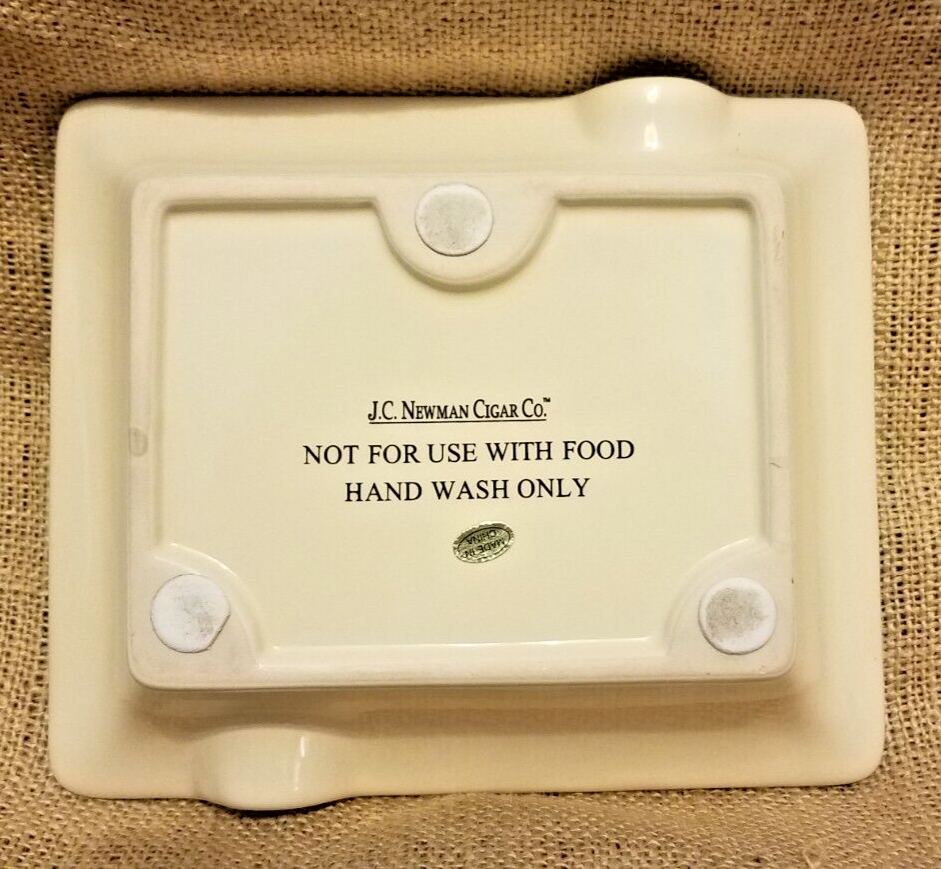 J.C. NEWMAN CIGAR CO.™
NOT FOR USE WITH FOOD
HAND WASH ONLY
MADE IN
CHINA